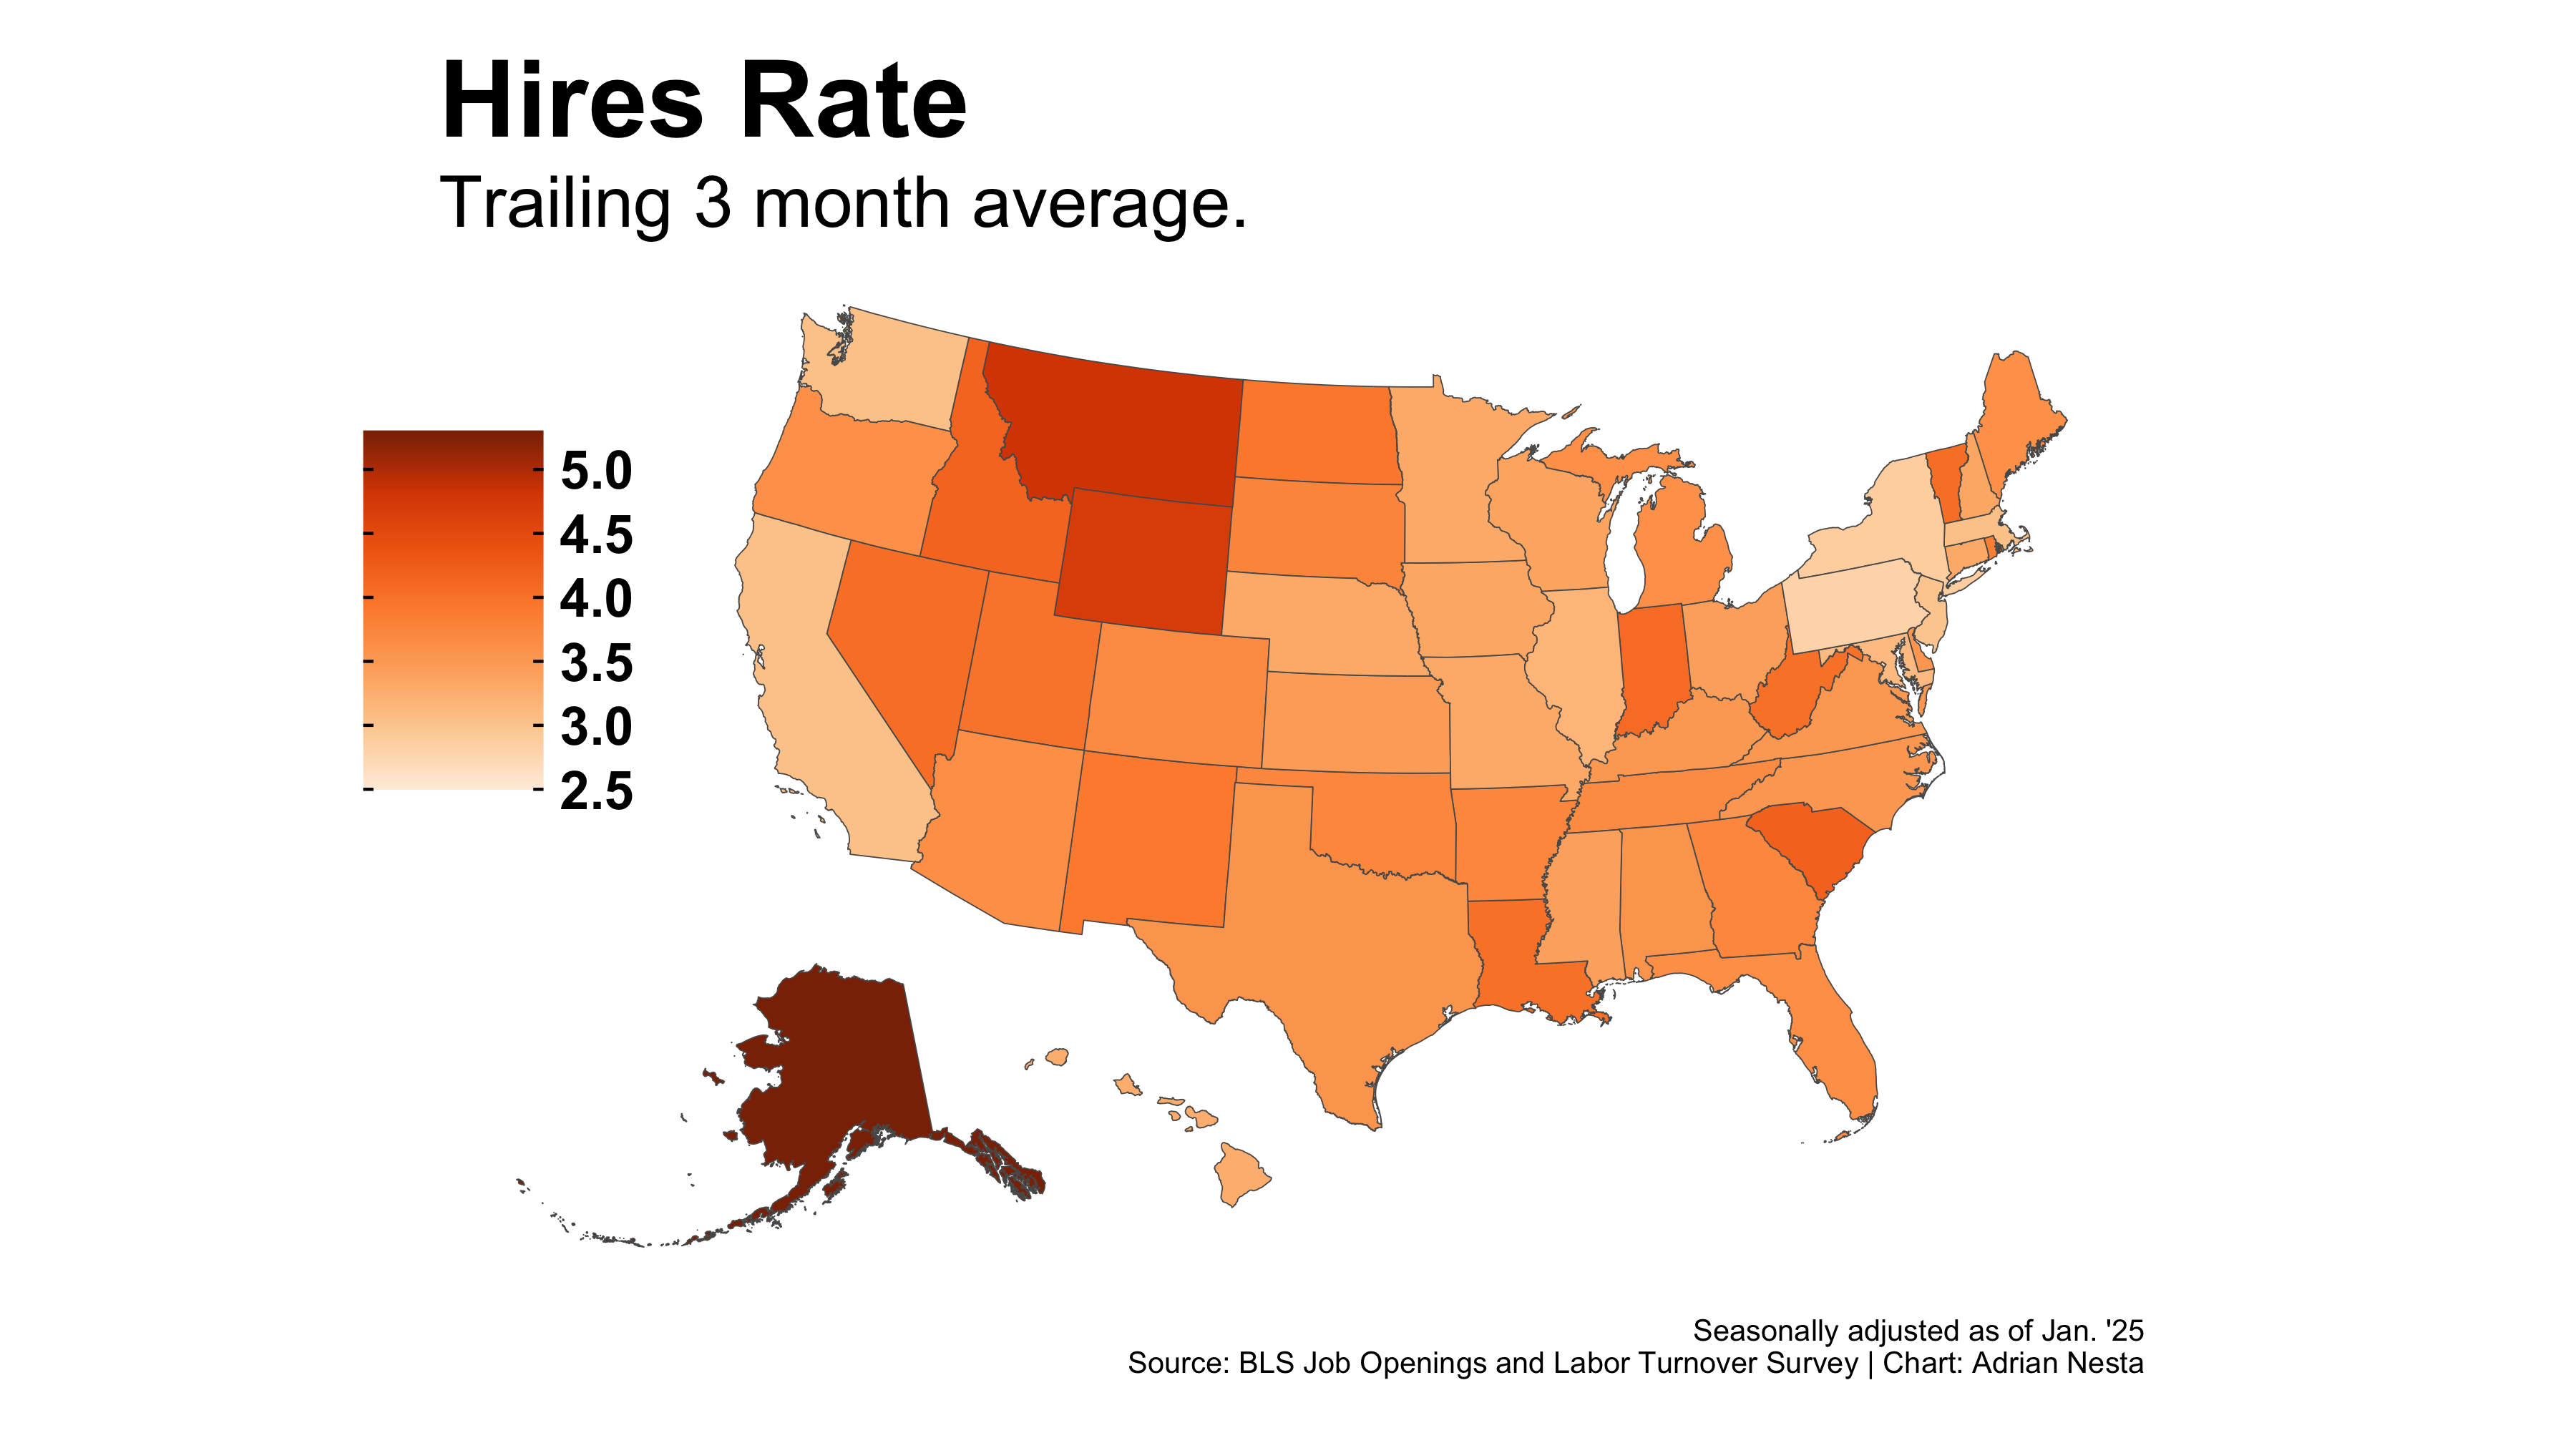 Hires Rate
Trailing 3 month average.
5.0
4.5
4.0
3.5
3.0
2.5
Seasonally adjusted as of Jan. '25
Source: BLS Job Openings and Labor Turnover Survey | Chart: Adrian Nesta